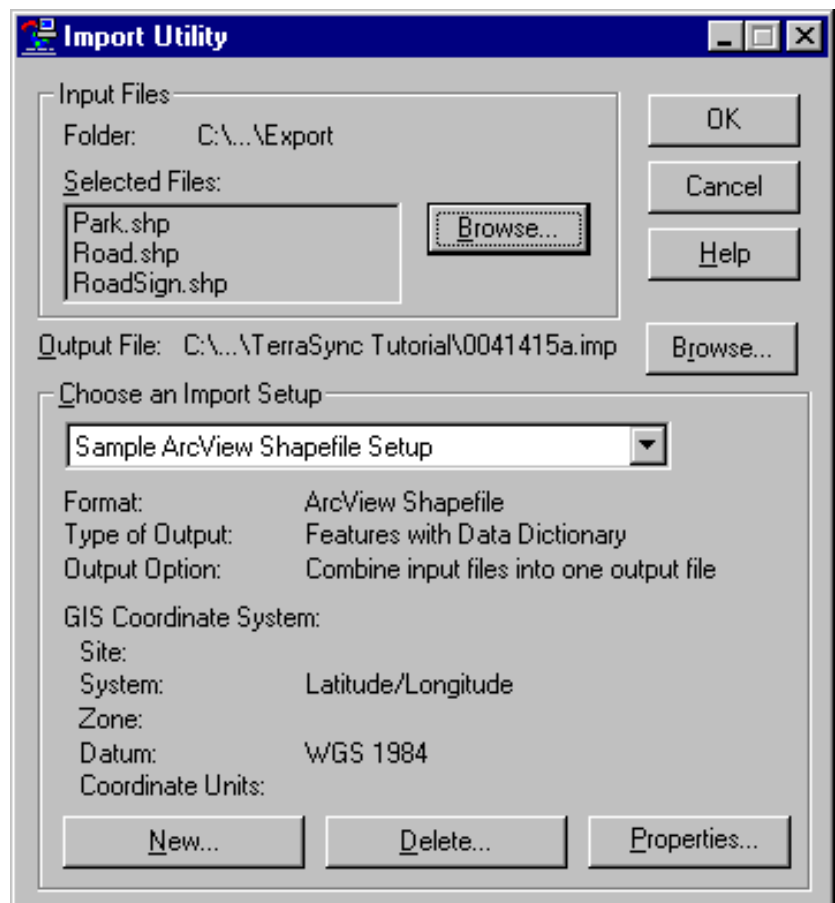 Import Utility
Input Files
Folder: C:\...\Export
Selected Files:
Park.shp
Road.shp
RoadSign.shp
Browse...
OK
Cancel
Help
Output File: C:\...\TerraSync Tutorial\0041415a.imp
Browse...
Choose an Import Setup
Sample ArcView Shapefile Setup
Format: ArcView Shapefile
Type of Output: Features with Data Dictionary
Output Option: Combine input files into one output file
GIS Coordinate System:
Site:
System: Latitude/Longitude
Zone:
Datum: WGS 1984
Coordinate Units:
New... Delete... Properties...